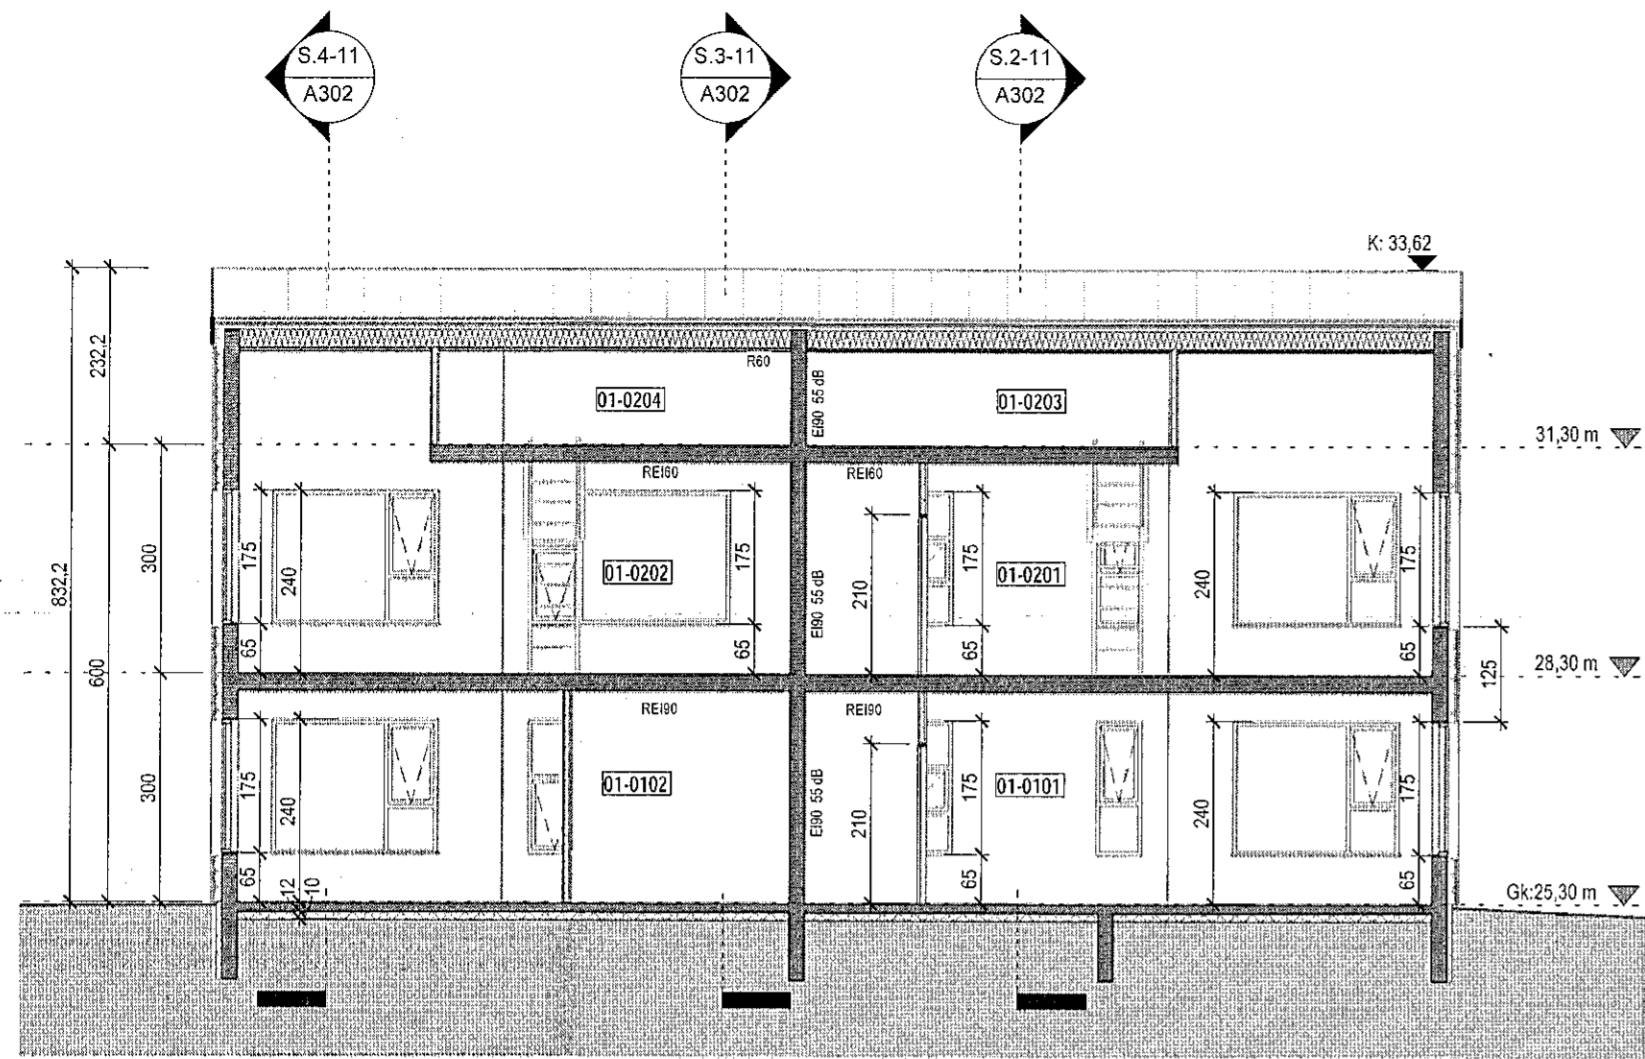 S.4-11
A302
S.3-11
A302
S.2-11
A302
K: 33,62
232,2
R60
01-0204
EI90 55 dB
01-0203
31,30 m
REI60
REI60
832,2
600
300
175
240
65
01-0202
175
65
EI90 55 dB
210
175
65
01-0201
240
175
65
125
28,30 m
REI90
REI90
300
175
240
65
12
10
01-0102
EI90 55 dB
210
175
65
01-0101
240
175
65
Gk:25,30 m